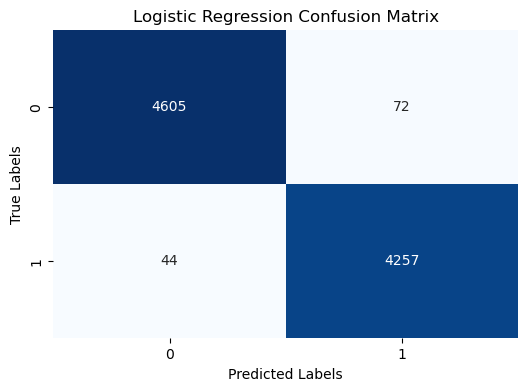 Logistic Regression Confusion Matrix
True Labels
0
4605
72
1
44
4257
0
1
Predicted Labels